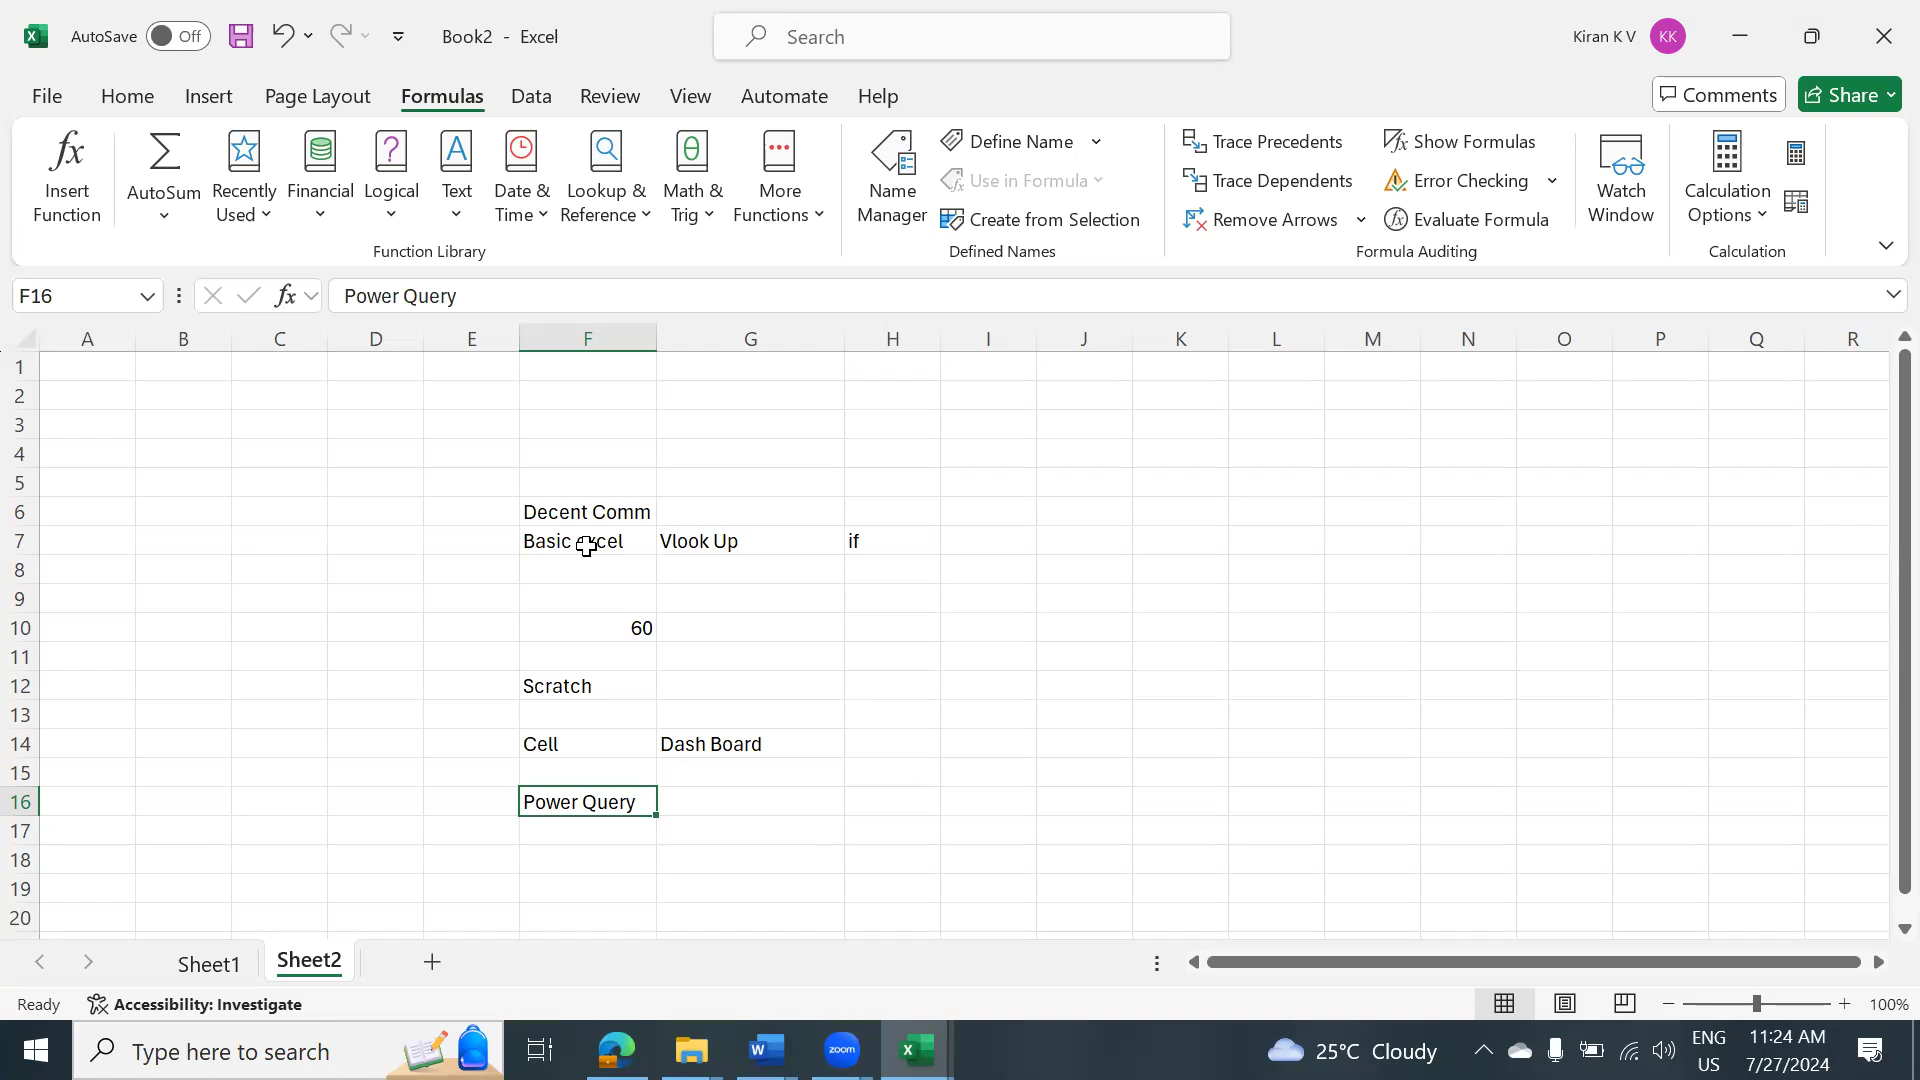 AutoSave Off Book2 - Excel Search Kiran K V KK
File Home Insert Page Layout Formulas Data Review View Automate Help Comments Share
Insert Function
AutoSum
Recently Used
Financial
Logical
Text
Date & Time
Lookup & Reference
Math & Trig
More Functions
Function Library
Name Manager
Define Name
Use in Formula
Create from Selection
Defined Names
Trace Precedents
Trace Dependents
Remove Arrows
Show Formulas
Error Checking
Evaluate Formula
Formula Auditing
Watch Window
Calculation Options
Calculation
F16 fx Power Query
A B C D E F G H I J K L M N O P Q R
1
2
3
4
5
6 Decent Comm
7 Basic Vlook Up if
8
9
10 60
11
12 Scratch
13
14 Cell Dash Board
15
16 Power Query
17
18
19
20
Sheet1 Sheet2
Ready Accessibility: Investigate 100%
Type here to search 25°C Cloudy ENG US 11:24 AM 7/27/2024